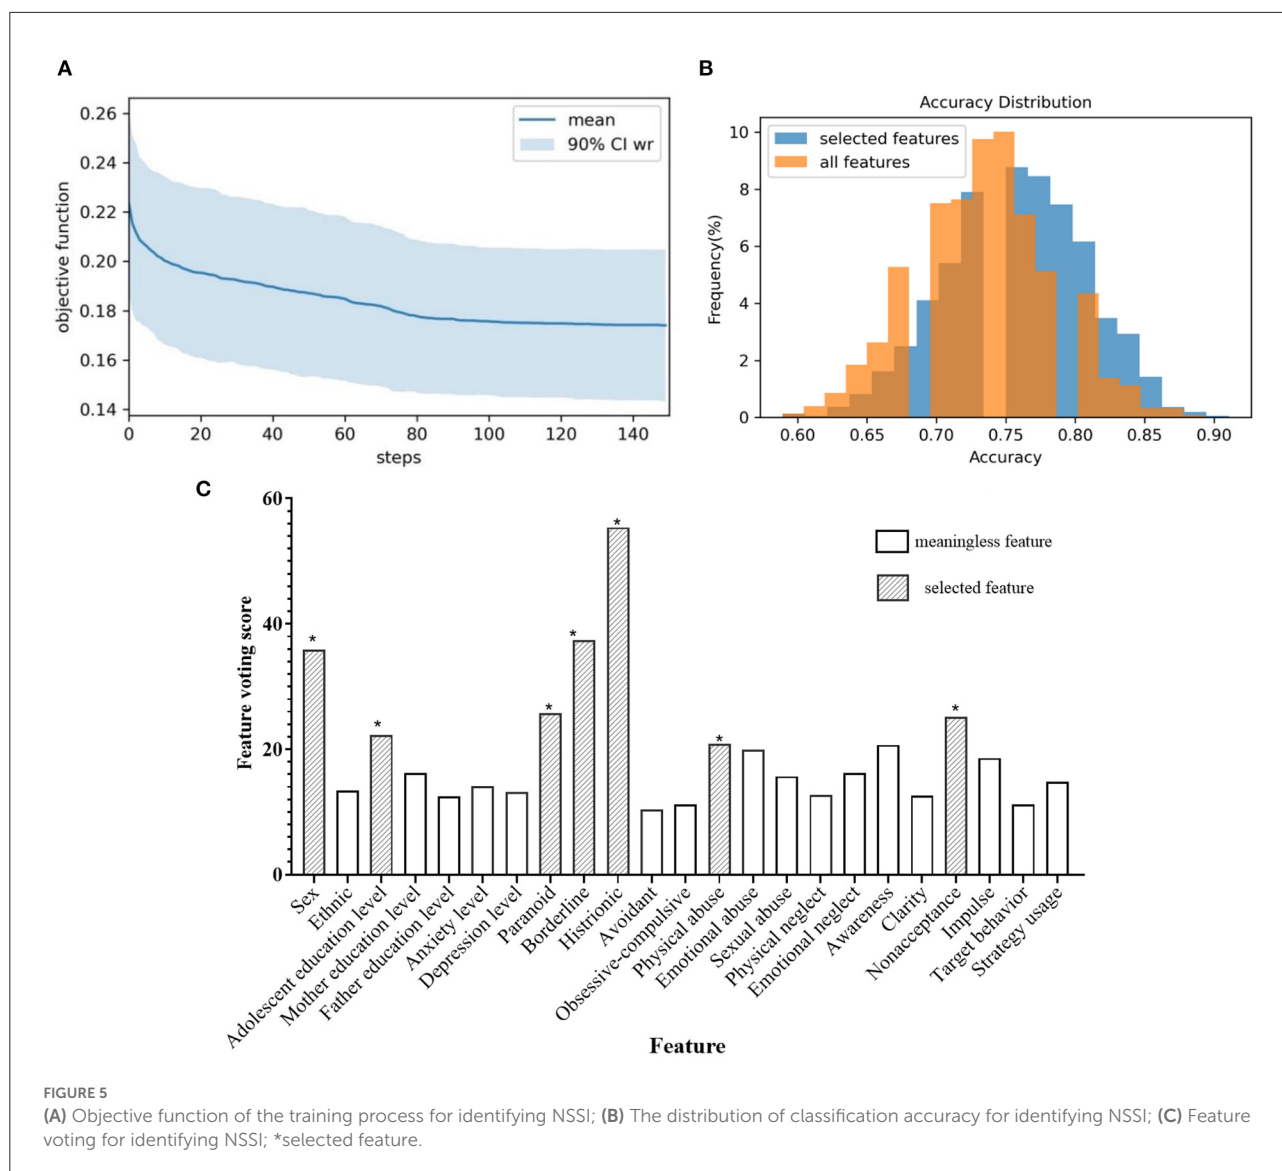 A
0.26
0.24
0.22
0.20
0.18
0.16
0.14
objective function
mean
90% CI wr
0 20 40 60 80 100 120 140
steps
B
Accuracy Distribution
10
8
6
4
2
0
Frequency(%)
selected features
all features
0.60 0.65 0.70 0.75 0.80 0.85 0.90
Accuracy
C
60
40
20
0
Feature voting score
meaningless feature
selected feature
* * * * * * *
Sex
Ethnic
Adolescent education level
Mother education level
Father education level
Anxiety level
Depression level
Paranoid
Borderline
Histrionic
Avoidant
Obsessive-compulsive
Physical abuse
Emotional abuse
Sexual abuse
Physical neglect
Emotional neglect
Awareness
Clarity
Nonacceptance
Impulse
Target behavior
Strategy usage
Feature
FIGURE 5
(A) Objective function of the training process for identifying NSSI; (B) The distribution of classification accuracy for identifying NSSI; (C) Feature
voting for identifying NSSI; *selected feature.